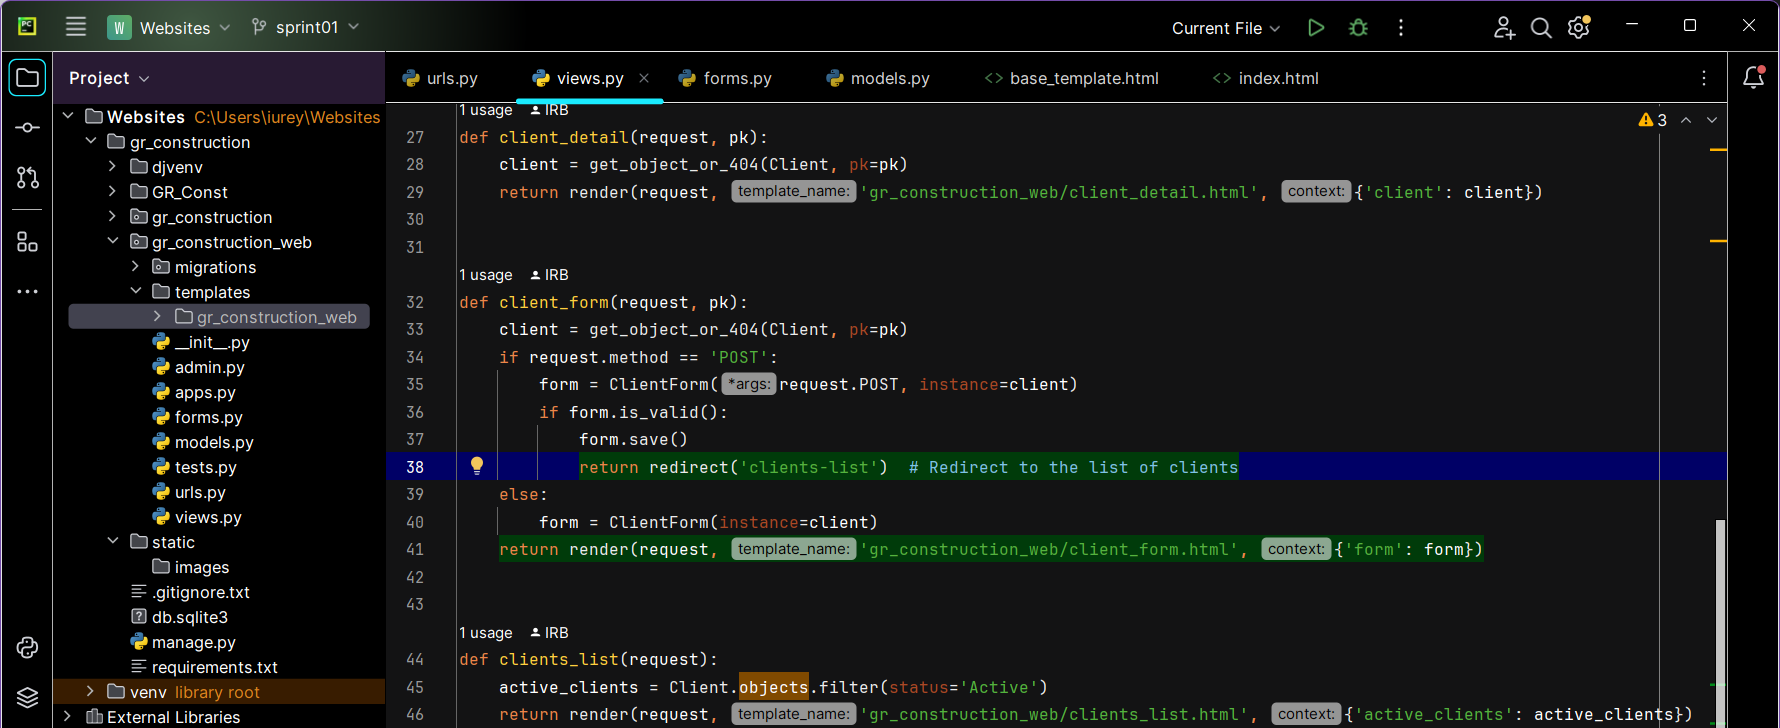 PC
W Websites sprint01 Current File
Project
urls.py views.py forms.py models.py <> base_template.html <> index.html
Websites C:\Users\iurey\Websites
gr_construction
djvenv
GR_Const
gr_construction
gr_construction_web
migrations
templates
gr_construction_web
__init__.py
admin.py
apps.py
forms.py
models.py
tests.py
urls.py
views.py
static
images
.gitignore.txt
db.sqlite3
manage.py
requirements.txt
venv library root
External Libraries
1 usage IRB
3
27 def client_detail(request, pk):
28 client = get_object_or_404(Client, pk=pk)
29 return render(request, template_name: 'gr_construction_web/client_detail.html', context: {'client': client})
30
31
1 usage IRB
32 def client_form(request, pk):
33 client = get_object_or_404(Client, pk=pk)
34 if request.method == 'POST':
35 form = ClientForm( *args: request.POST, instance=client)
36 if form.is_valid():
37 form.save()
38 return redirect('clients-list')  # Redirect to the list of clients
39 else:
40 form = ClientForm(instance=client)
41 return render(request, template_name: 'gr_construction_web/client_form.html', context: {'form': form})
42
43
1 usage IRB
44 def clients_list(request):
45 active_clients = Client.objects.filter(status='Active')
46 return render(request, template_name: 'gr_construction_web/clients_list.html', context: {'active_clients': active_clients})